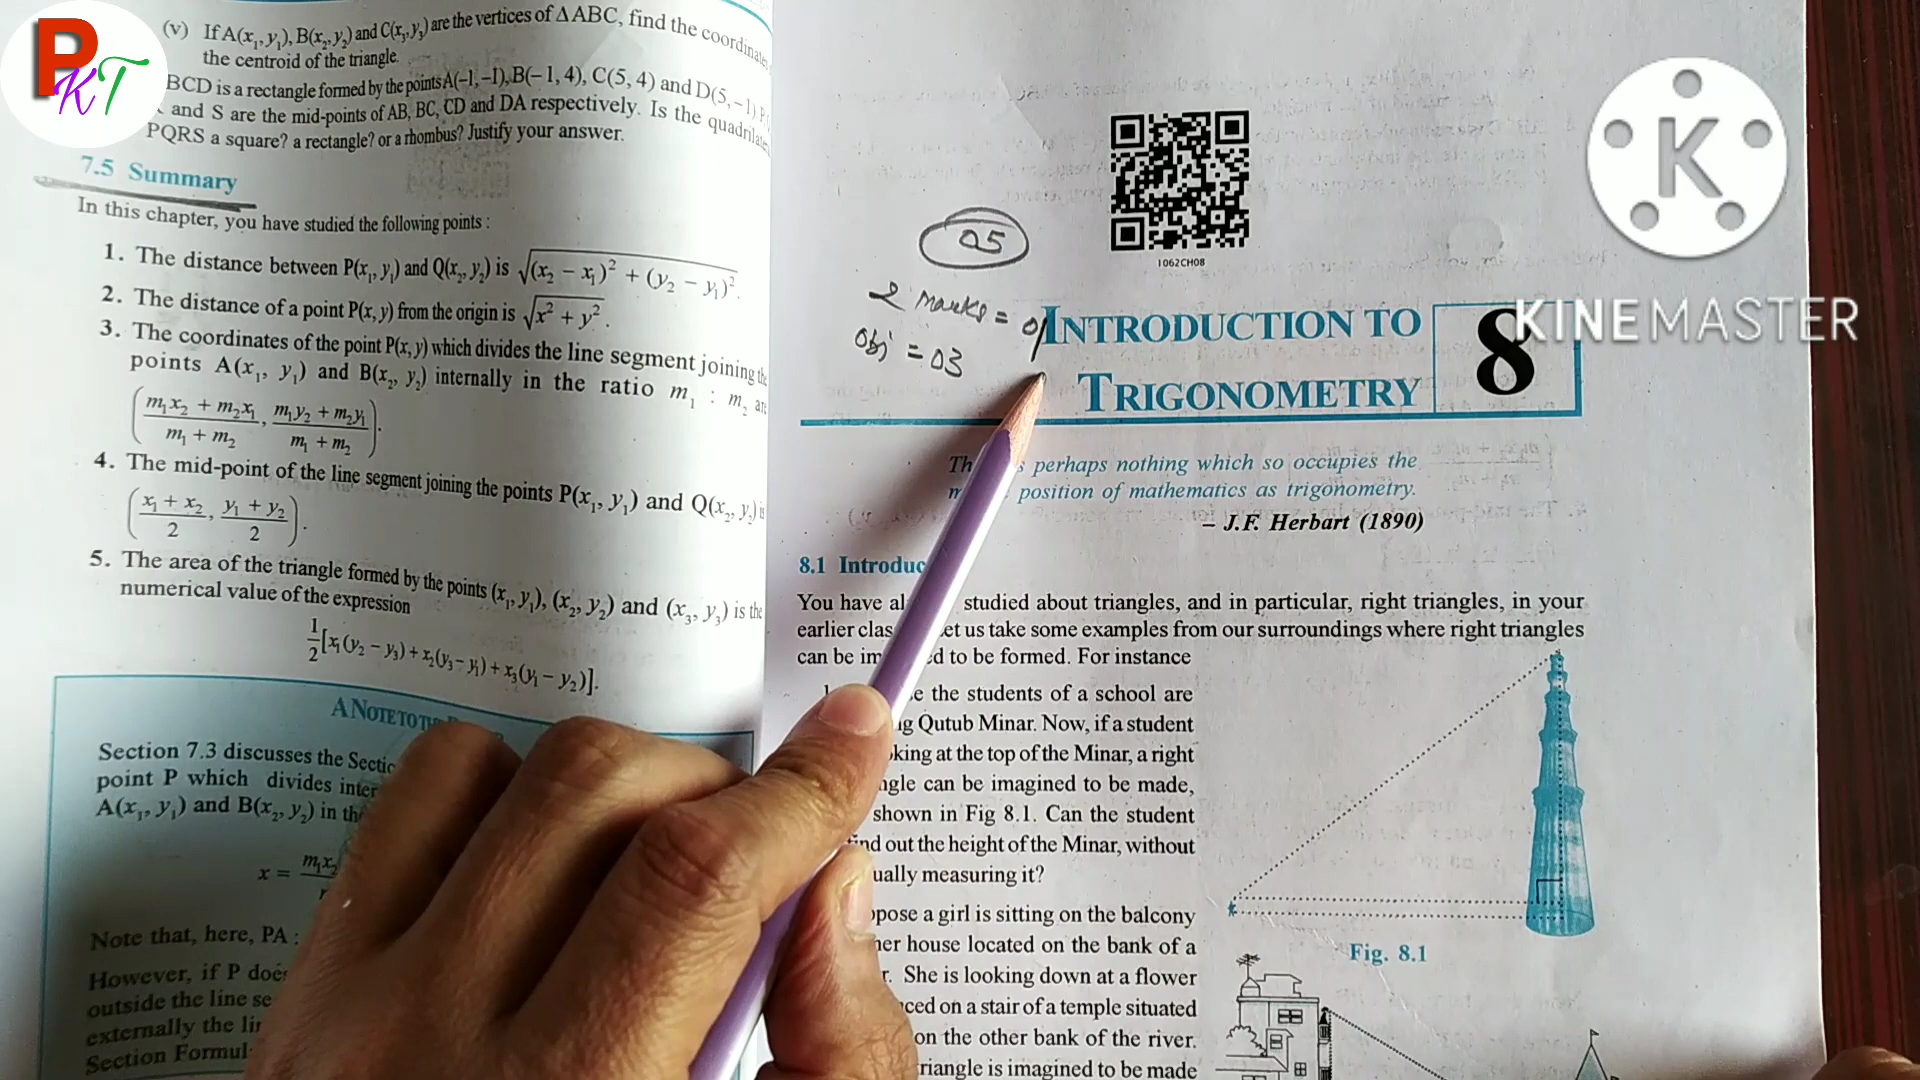 PKT
(v) If A(x₁, y₁), B(x₂, y₂) and C(x₃, y₃) are the vertices of Δ ABC, find the
the centroid of the triangle.
BCD is a rectangle formed by the points A(–1, –1), B(– 1, 4), C(5, 4) and D(5, – 1)
and S are the mid-points of AB, BC, CD and DA respectively. Is the
PQRS a square? a rectangle? or a rhombus? Justify your answer.
7.5 Summary
In this chapter, you have studied the following points :
1. The distance between P(x₁, y₁) and Q(x₂, y₂) is √((x₂ – x₁)² + (y₂ – y₁)²).
2. The distance of a point P(x, y) from the origin is √(x² + y²).
3. The coordinates of the point P(x, y) which divides the line segment joining the
points A(x₁, y₁) and B(x₂, y₂) internally in the ratio m₁ : m₂ are
((m₁x₂ + m₂x₁)/(m₁ + m₂), (m₁y₂ + m₂y₁)/(m₁ + m₂)).
4. The mid-point of the line segment joining the points P(x₁, y₁) and Q(x₂, y₂) is
((x₁ + x₂)/2, (y₁ + y₂)/2).
5. The area of the triangle formed by the points (x₁, y₁), (x₂, y₂) and (x₃, y₃) is the
numerical value of the expression
1/2 [x₁(y₂ – y₃) + x₂(y₃ – y₁) + x₃(y₁ – y₂)].
A NOTE TO
Section 7.3 discusses the
point P which divides
A(x₁, y₁) and B(x₂, y₂) in
x =
Note that, here, PA :
However, if P
outside the line
externally the
Section
1062CH08
05
2 marks = 01
Obj = 03
INTRODUCTION TO
TRIGONOMETRY
8
perhaps nothing which so occupies the
position of mathematics as trigonometry.
– J.F. Herbart (1890)
8.1
You have studied about triangles, and in particular, right triangles, in your
earlier us take some examples from our surroundings where right triangles
can be to be formed. For instance
the students of a school are
Qutub Minar. Now, if a student
at the top of the Minar, a right
can be imagined to be made,
shown in Fig 8.1. Can the student
out the height of the Minar, without
measuring it?
a girl is sitting on the balcony
house located on the bank of a
She is looking down at a flower
on a stair of a temple situated
on the other bank of the river.
is imagined to be made
Fig. 8.1
K
KINEMASTER